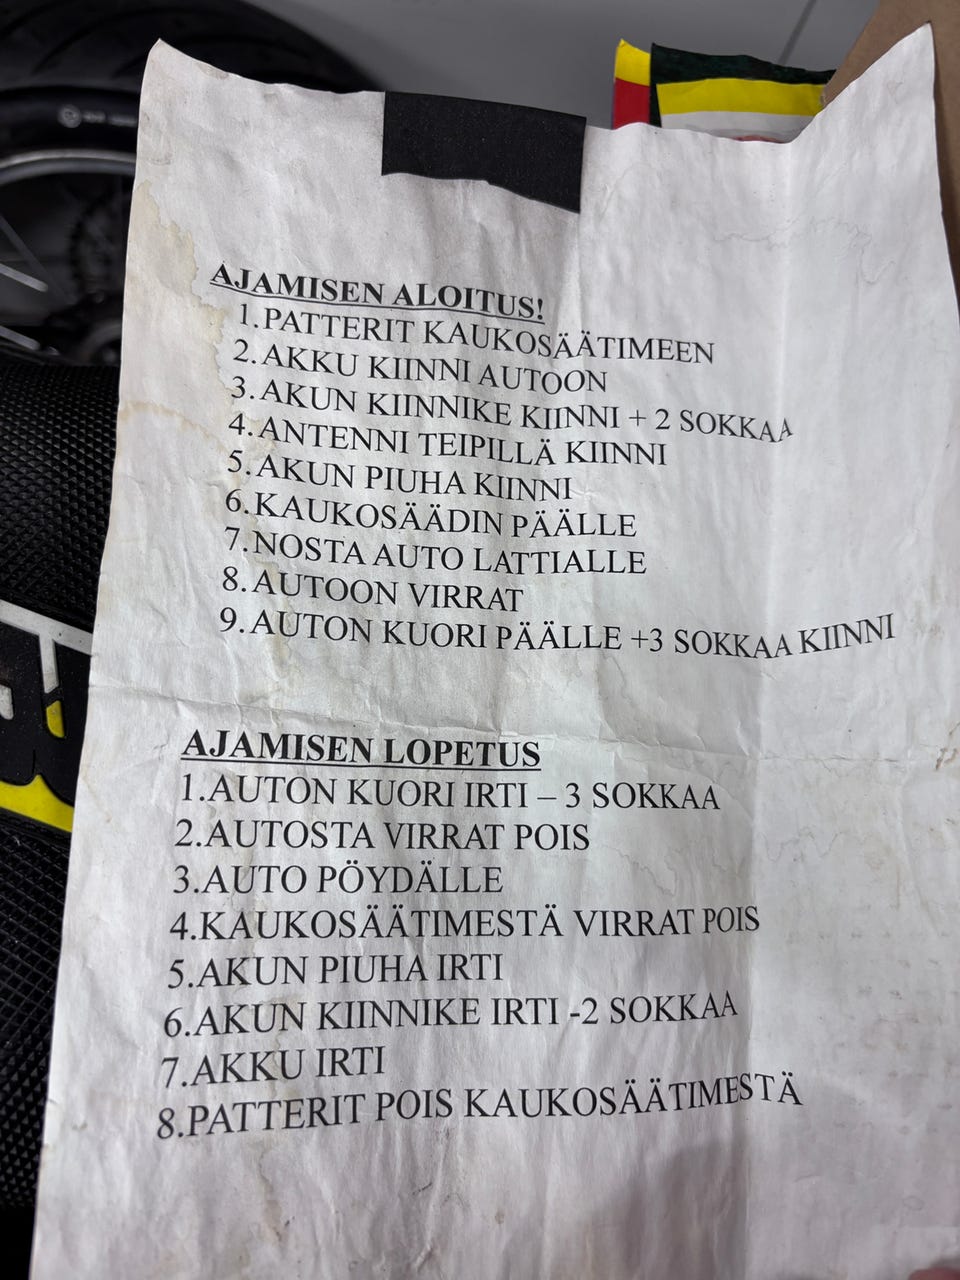 AJAMISEN ALOITUS!
1.PATTERIT KAUKOSÄÄTIMEEN
2.AKKU KIINNI AUTOON
3.AKUN KIINNIKE KIINNI + 2 SOKKAA
4.ANTENNI TEIPILLÄ KIINNI
5.AKUN PIUHA KIINNI
6.KAUKOSÄÄDIN PÄÄLLE
7.NOSTA AUTO LATTIALLE
8.AUTOON VIRRAT
9.AUTON KUORI PÄÄLLE +3 SOKKAA KIINNI
AJAMISEN LOPETUS
1.AUTON KUORI IRTI – 3 SOKKAA
2.AUTOSTA VIRRAT POIS
3.AUTO PÖYDÄLLE
4.KAUKOSÄÄTIMESTÄ VIRRAT POIS
5.AKUN PIUHA IRTI
6.AKUN KIINNIKE IRTI -2 SOKKAA
7.AKKU IRTI
8.PATTERIT POIS KAUKOSÄÄTIMESTÄ